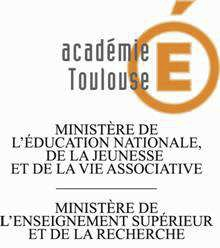 académie
Toulouse
É
MINISTÈRE DE
L'ÉDUCATION NATIONALE,
DE LA JEUNESSE
ET DE LA VIE ASSOCIATIVE
MINISTÈRE DE
L'ENSEIGNEMENT SUPÉRIEUR
ET DE LA RECHERCHE